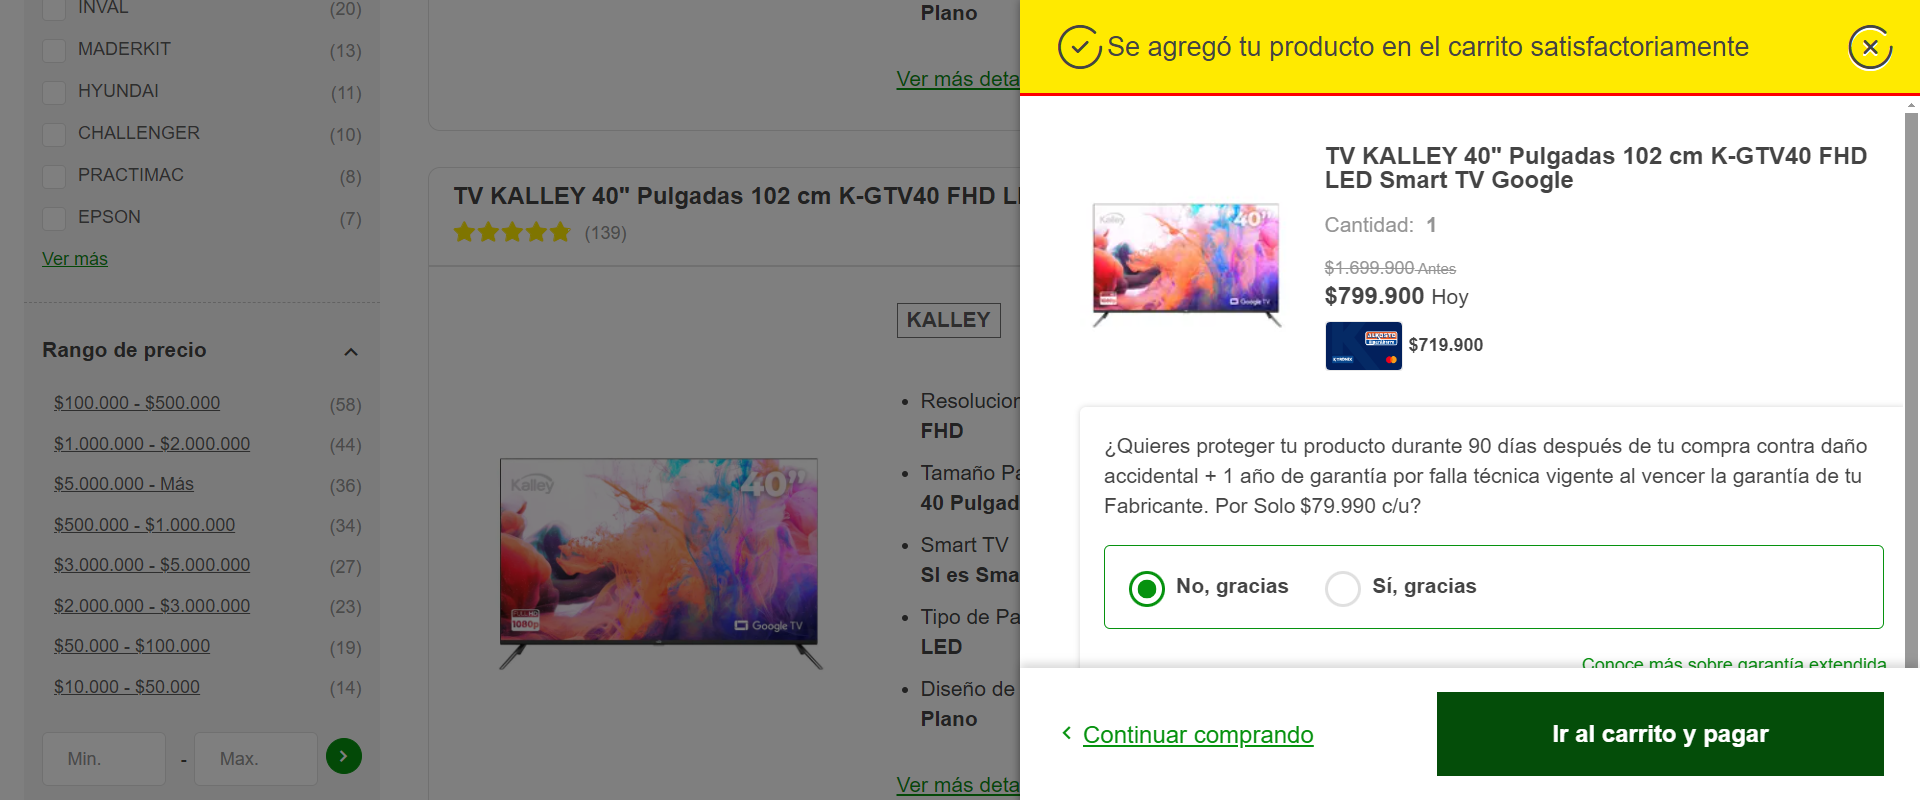 INVAL (20)
MADERKIT (13)
HYUNDAI (11)
CHALLENGER (10)
PRACTIMAC (8)
EPSON (7)
Ver más
Rango de precio
$100.000 - $500.000 (58)
$1.000.000 - $2.000.000 (44)
$5.000.000 - Más (36)
$500.000 - $1.000.000 (34)
$3.000.000 - $5.000.000 (27)
$2.000.000 - $3.000.000 (23)
$50.000 - $100.000 (19)
$10.000 - $50.000 (14)
Min. - Max.
Plano
Ver más deta
TV KALLEY 40" Pulgadas 102 cm K-GTV40 FHD L
(139)
KALLEY
Kalley
40”
FULL HD
1080p
Google TV
• Resolucion
FHD
• Tamaño Pa
40 Pulgad
• Smart TV
SI es Sma
• Tipo de Pa
LED
• Diseño de
Plano
Ver más deta
Se agregó tu producto en el carrito satisfactoriamente
Kalley
40”
1080p
Google TV
TV KALLEY 40" Pulgadas 102 cm K-GTV40 FHD
LED Smart TV Google
Cantidad: 1
$1.699.900 Antes
$799.900 Hoy
ALKOSTO
KTRONIX
$719.900
¿Quieres proteger tu producto durante 90 días después de tu compra contra daño
accidental + 1 año de garantía por falla técnica vigente al vencer la garantía de tu
Fabricante. Por Solo $79.990 c/u?
No, gracias Sí, gracias
Conoce más sobre garantía extendida
Continuar comprando
Ir al carrito y pagar